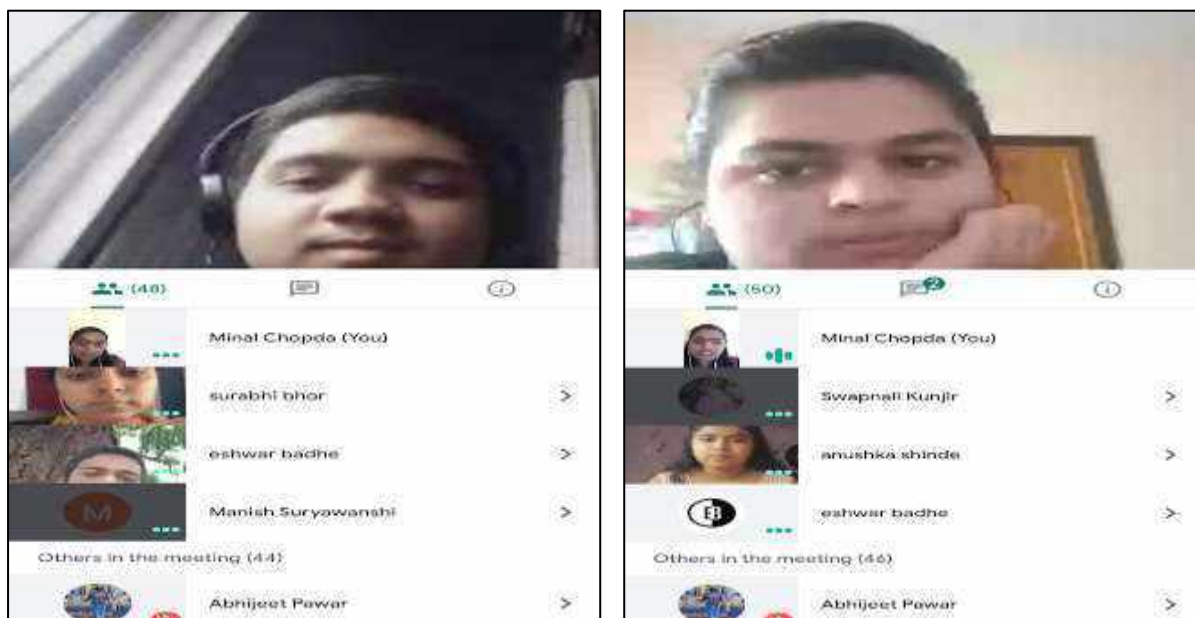 (48)
Minal Chopda (You)
surabhi bhor
eshwar badhe
M
Manish Suryawanshi
Others in the meeting (44)
Abhijeet Pawar
(50)
2
Minal Chopda (You)
Swapnali Kunjir
anushka shinde
EB
eshwar badhe
Others in the meeting (46)
Abhijeet Pawar